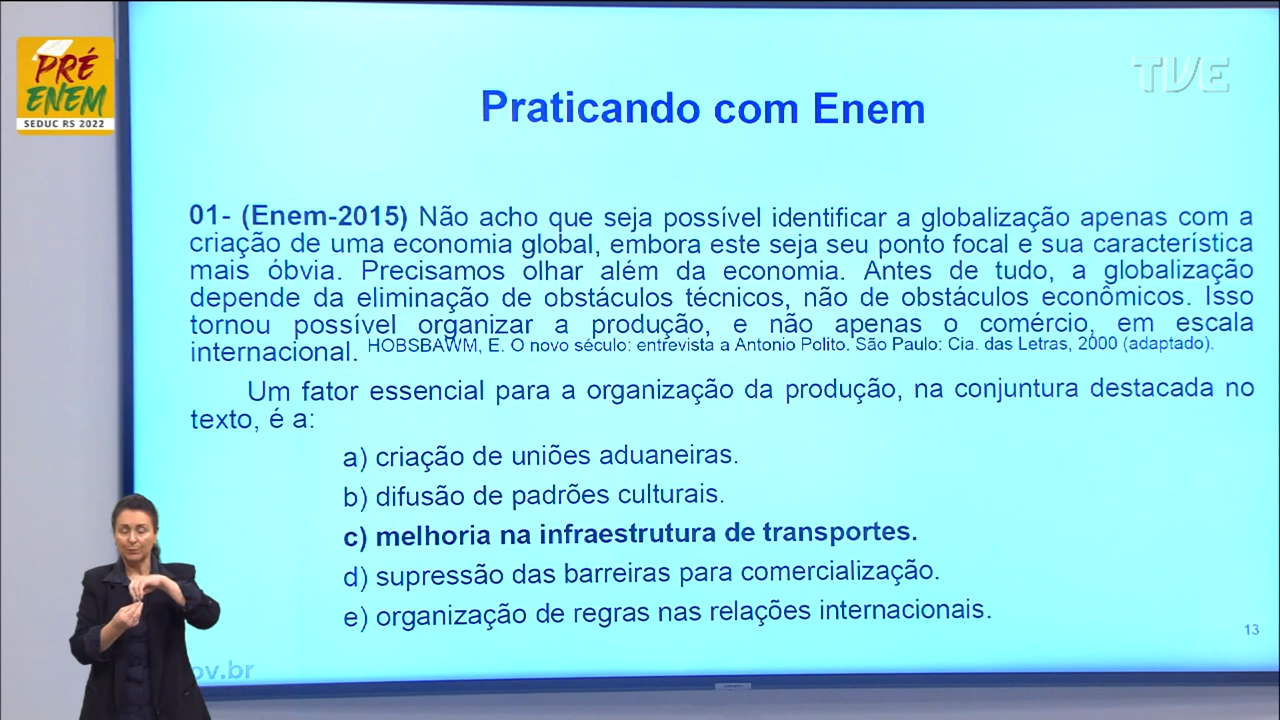 PRÉ
ENEM
SEDUC RS 2022
TVE
Praticando com Enem
01- (Enem-2015) Não acho que seja possível identificar a globalização apenas com a
criação de uma economia global, embora este seja seu ponto focal e sua característica
mais óbvia. Precisamos olhar além da economia. Antes de tudo, a globalização
depende da eliminação de obstáculos técnicos, não de obstáculos econômicos. Isso
tornou possível organizar a produção, e não apenas o comércio, em escala
internacional. HOBSBAWM, E. O novo século: entrevista a Antonio Polito. São Paulo: Cia. das Letras, 2000 (adaptado).
Um fator essencial para a organização da produção, na conjuntura destacada no
texto, é a:
a) criação de uniões aduaneiras.
b) difusão de padrões culturais.
c) melhoria na infraestrutura de transportes.
d) supressão das barreiras para comercialização.
e) organização de regras nas relações internacionais.
13
ov.br